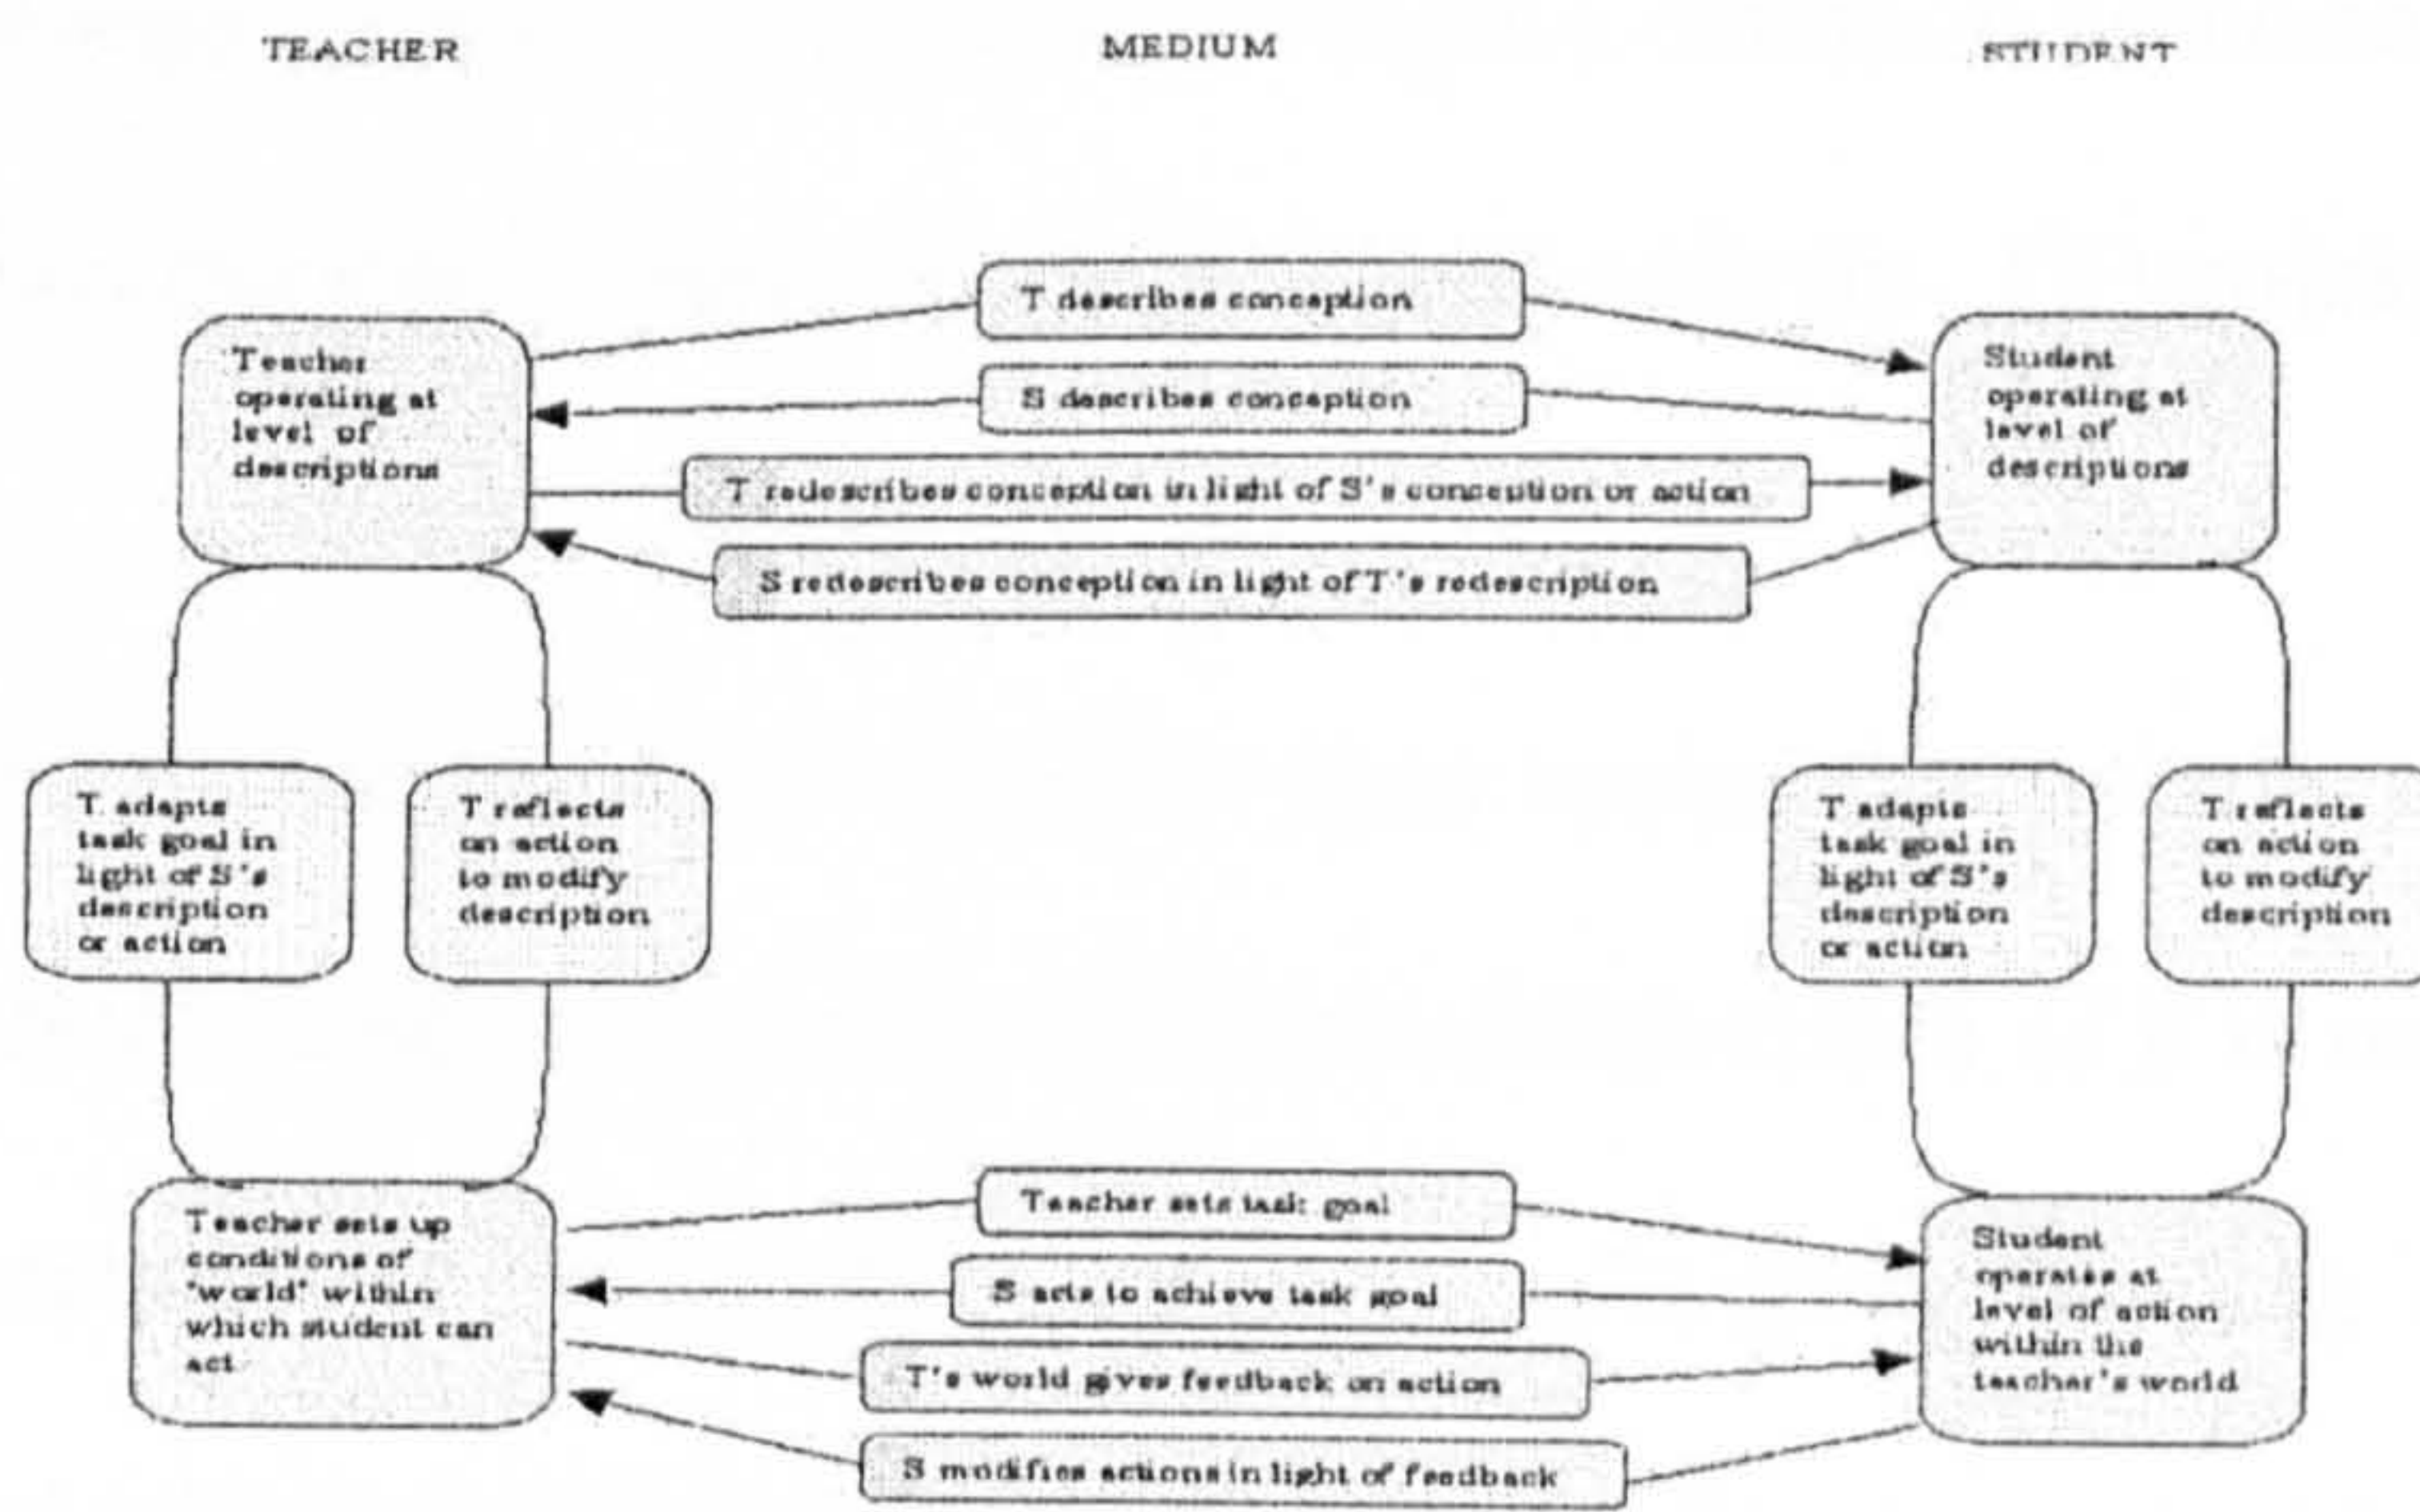 TEACHER
MEDIUM
STUDENT
T describes conception
S describes conception
T redescribes conception in light of S's conception or action
S redescribes conception in light of T's redescription
Teacher
operating at
level of
descriptions
Student
operating at
level of
descriptions
T adapts
task goal in
light of S's
description
or action
T reflects
on action
to modify
description
T adapts
task goal in
light of S's
description
or action
T reflects
on action
to modify
description
Teacher sets up
conditions of
"world" within
which student can
act
Teacher sets task goal
S acts to achieve task goal
T's world gives feedback on action
S modifies actions in light of feedback
Student
operates at
level of action
within the
teacher's world